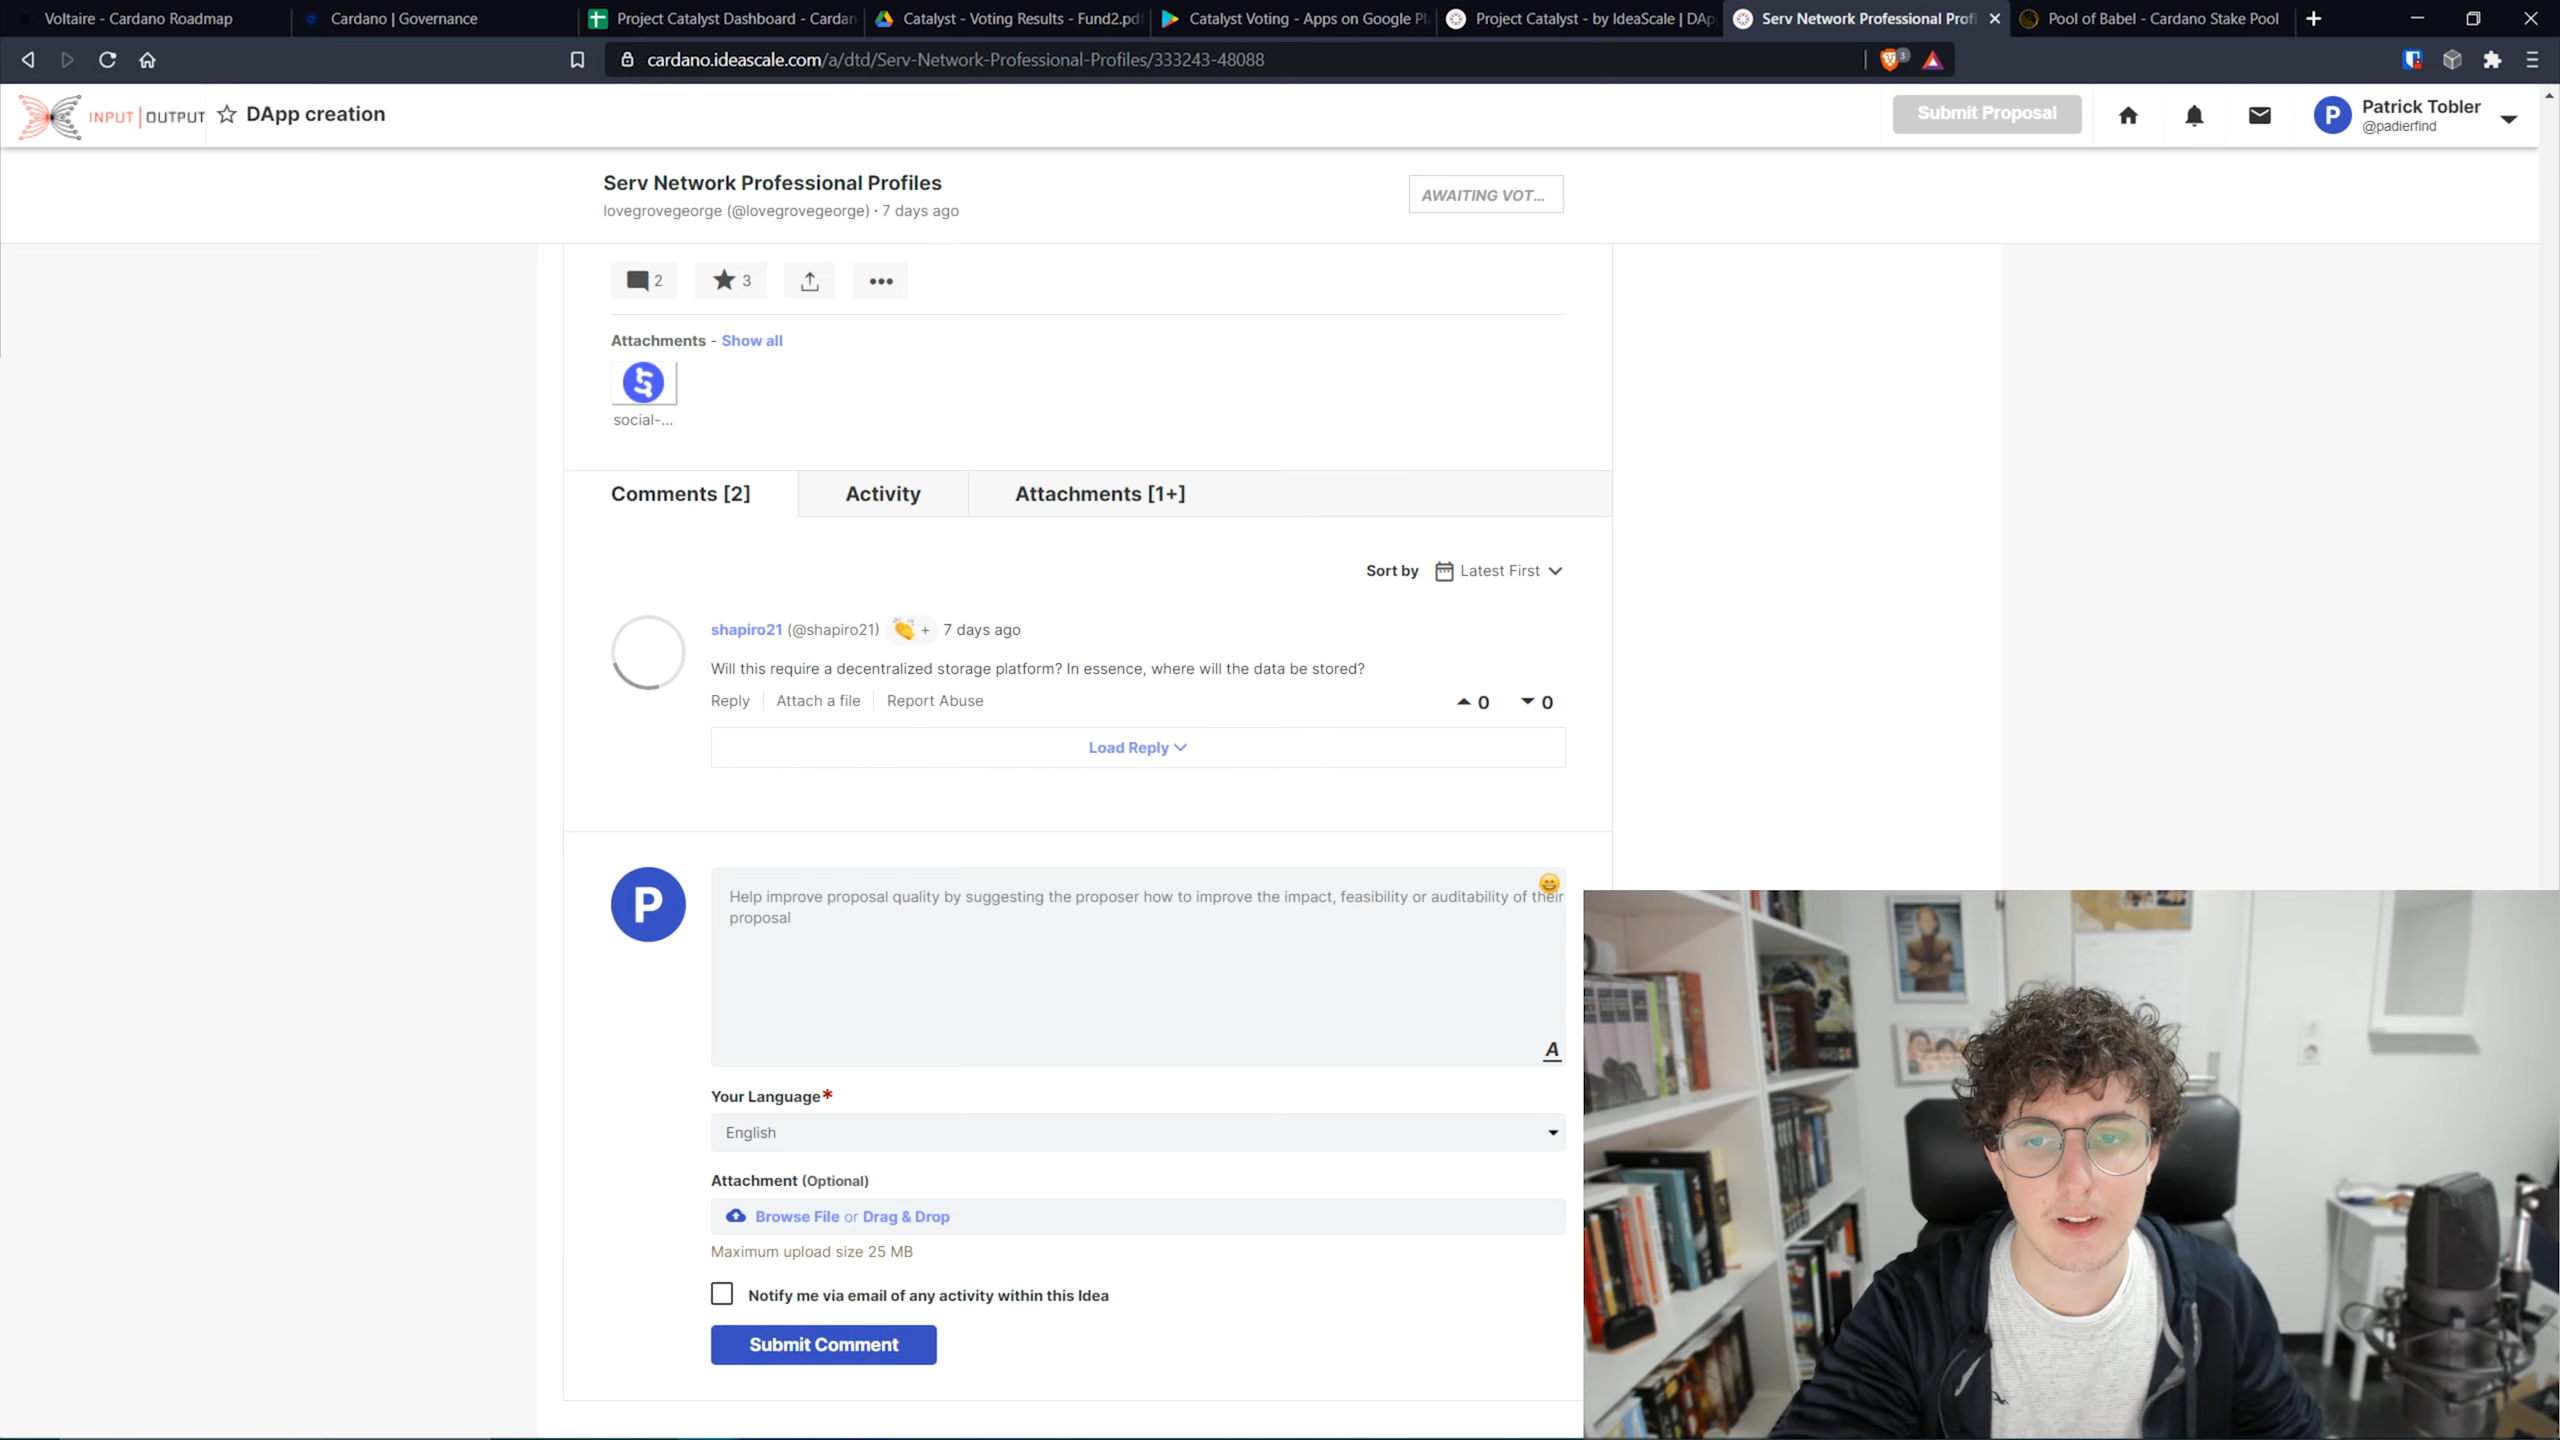 Voltaire - Cardano Roadmap
Cardano | Governance
Project Catalyst Dashboard - Cardan
Catalyst - Voting Results - Fund2.pdf
Catalyst Voting - Apps on Google Pl
Project Catalyst - by IdeaScale | DAp
Serv Network Professional Profi
Pool of Babel - Cardano Stake Pool
cardano.ideascale.com/a/dtd/Serv-Network-Professional-Profiles/333243-48088
3
INPUT | OUTPUT
DApp creation
Submit Proposal
P
Patrick Tobler
@padierfind
Serv Network Professional Profiles
lovegrovegeorge (@lovegrovegeorge) · 7 days ago
AWAITING VOT...
2
3
Attachments - Show all
social-...
Comments [2]
Activity
Attachments [1+]
Sort by
Latest First
shapiro21 (@shapiro21) 👏 + 7 days ago
Will this require a decentralized storage platform? In essence, where will the data be stored?
Reply
Attach a file
Report Abuse
0
0
Load Reply
P
Help improve proposal quality by suggesting the proposer how to improve the impact, feasibility or auditability of their
proposal
A
Your Language*
English
Attachment (Optional)
Browse File or Drag & Drop
Maximum upload size 25 MB
Notify me via email of any activity within this Idea
Submit Comment